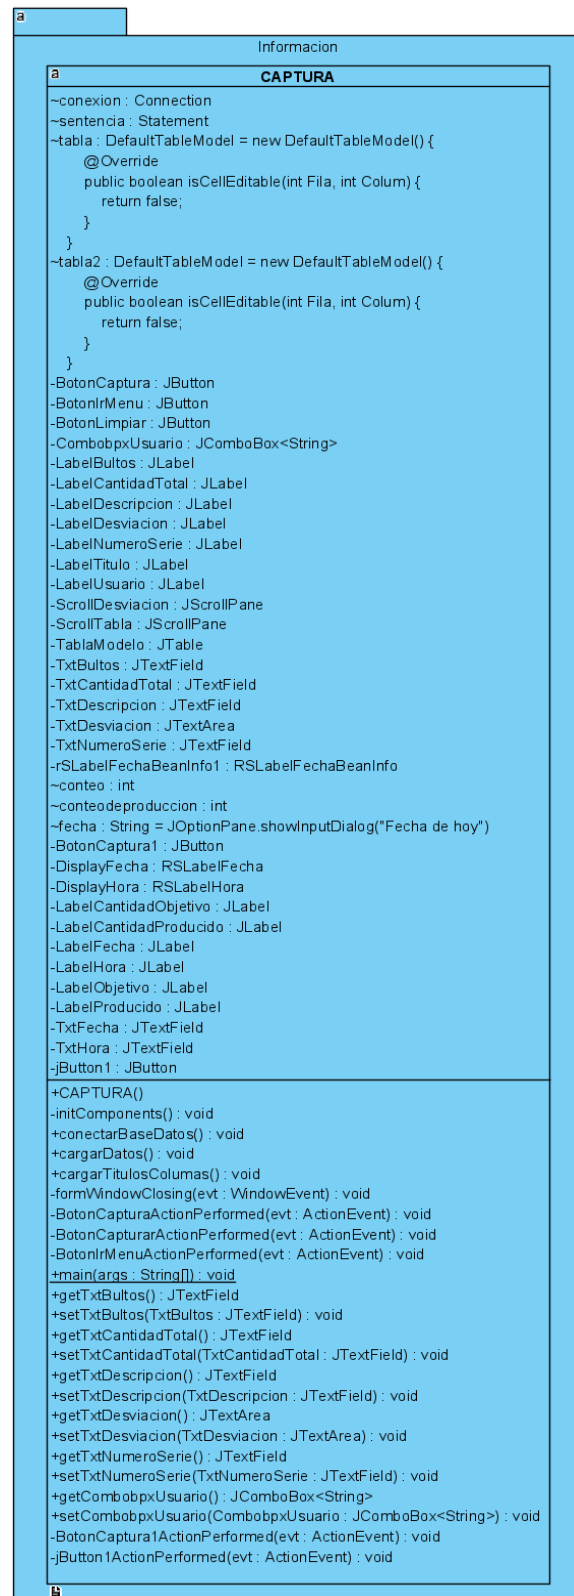 a
Informacion
a
CAPTURA
~conexion : Connection
~sentencia : Statement
~tabla : DefaultTableModel = new DefaultTableModel() {
@Override
public boolean isCellEditable(int Fila, int Colum) {
return false;
}
}
~tabla2 : DefaultTableModel = new DefaultTableModel() {
@Override
public boolean isCellEditable(int Fila, int Colum) {
return false;
}
}
-BotonCaptura : JButton
-BotonIrMenu : JButton
-BotonLimpiar : JButton
-CombobpxUsuario : JComboBox<String>
-LabelBultos : JLabel
-LabelCantidadTotal : JLabel
-LabelDescripcion : JLabel
-LabelDesviacion : JLabel
-LabelNumeroSerie : JLabel
-LabelTitulo : JLabel
-LabelUsuario : JLabel
-ScrollDesviacion : JScrollPane
-ScrollTabla : JScrollPane
-TablaModelo : JTable
-TxtBultos : JTextField
-TxtCantidadTotal : JTextField
-TxtDescripcion : JTextField
-TxtDesviacion : JTextArea
-TxtNumeroSerie : JTextField
-rSLabelFechaBeanInfo1 : RSLabelFechaBeanInfo
~conteo : int
~conteodeproduccion : int
~fecha : String = JOptionPane.showInputDialog("Fecha de hoy")
-BotonCaptura1 : JButton
-DisplayFecha : RSLabelFecha
-DisplayHora : RSLabelHora
-LabelCantidadObjetivo : JLabel
-LabelCantidadProducido : JLabel
-LabelFecha : JLabel
-LabelHora : JLabel
-LabelObjetivo : JLabel
-LabelProducido : JLabel
-TxtFecha : JTextField
-TxtHora : JTextField
-jButton1 : JButton
+CAPTURA()
-initComponents() : void
+conectarBaseDatos() : void
+cargarDatos() : void
+cargarTitulosColumas() : void
-formWindowClosing(evt : WindowEvent) : void
-BotonCapturaActionPerformed(evt : ActionEvent) : void
-BotonCapturarActionPerformed(evt : ActionEvent) : void
-BotonIrMenuActionPerformed(evt : ActionEvent) : void
+main(args : String[]) : void
+getTxtBultos() : JTextField
+setTxtBultos(TxtBultos : JTextField) : void
+getTxtCantidadTotal() : JTextField
+setTxtCantidadTotal(TxtCantidadTotal : JTextField) : void
+getTxtDescripcion() : JTextField
+setTxtDescripcion(TxtDescripcion : JTextField) : void
+getTxtDesviacion() : JTextArea
+setTxtDesviacion(TxtDesviacion : JTextArea) : void
+getTxtNumeroSerie() : JTextField
+setTxtNumeroSerie(TxtNumeroSerie : JTextField) : void
+getCombobpxUsuario() : JComboBox<String>
+setCombobpxUsuario(CombobpxUsuario : JComboBox<String>) : void
-BotonCaptura1ActionPerformed(evt : ActionEvent) : void
-jButton1ActionPerformed(evt : ActionEvent) : void